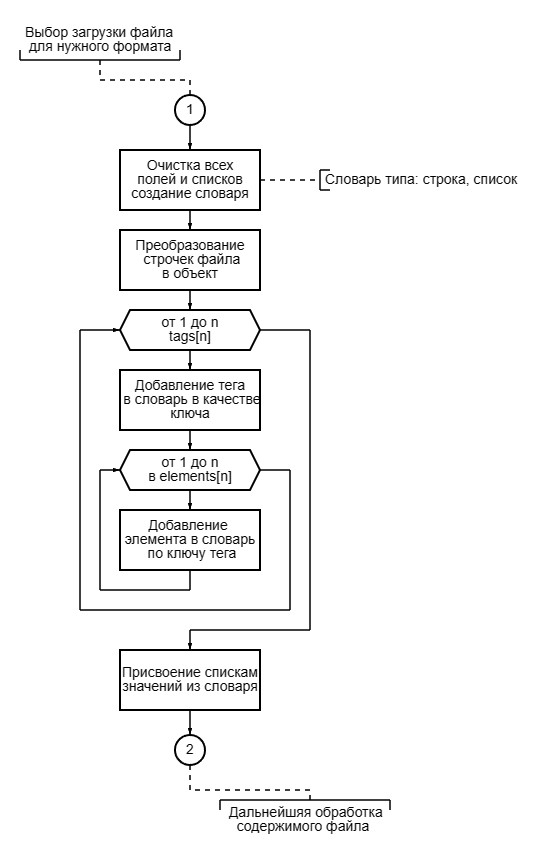 Выбор загрузки файла
для нужного формата
1
Очистка всех
полей и списков
создание словаря
Словарь типа: строка, список
Преобразование
строчек файла
в объект
от 1 до n
tags[n]
Добавление тега
в словарь в качестве
ключа
от 1 до n
в elements[n]
Добавление
элемента в словарь
по ключу тега
Присвоение спискам
значений из словаря
2
Дальнейшяя обработка
содержимого файла